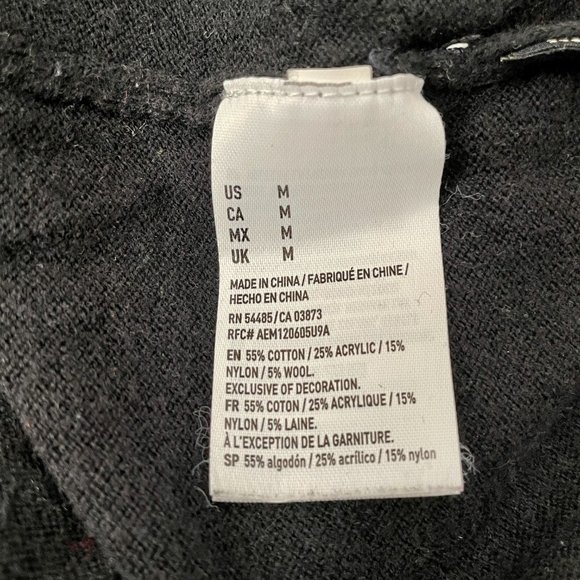 US M
CA M
MX M
UK M
MADE IN CHINA / FABRIQUÉ EN CHINE /
HECHO EN CHINA
RN 54485 / CA 03873
RFC# AEM120605U9A
EN 55% COTTON / 25% ACRYLIC / 15%
NYLON / 5% WOOL.
EXCLUSIVE OF DECORATION.
FR 55% COTON / 25% ACRYLIQUE / 15%
NYLON / 5% LAINE.
À L'EXCEPTION DE LA GARNITURE.
SP 55% algodón / 25% acrílico / 15% nylon